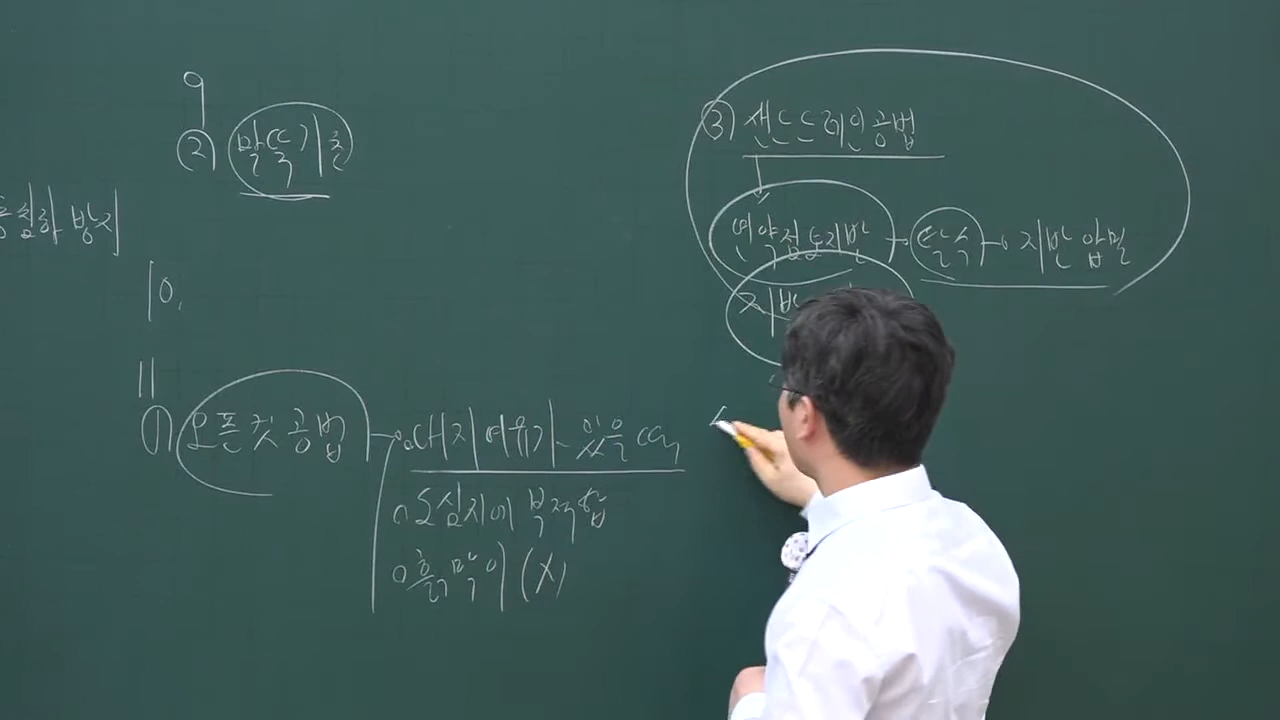 9
② 말뚝기초
침하 방지
10.
11
① 오픈컷 공법
대지 여유가 있을 때
도심지에 부적합
흙막이 (X)
③ 샌드드레인 공법
연약점토지반 → 탈수 → 지반 압밀